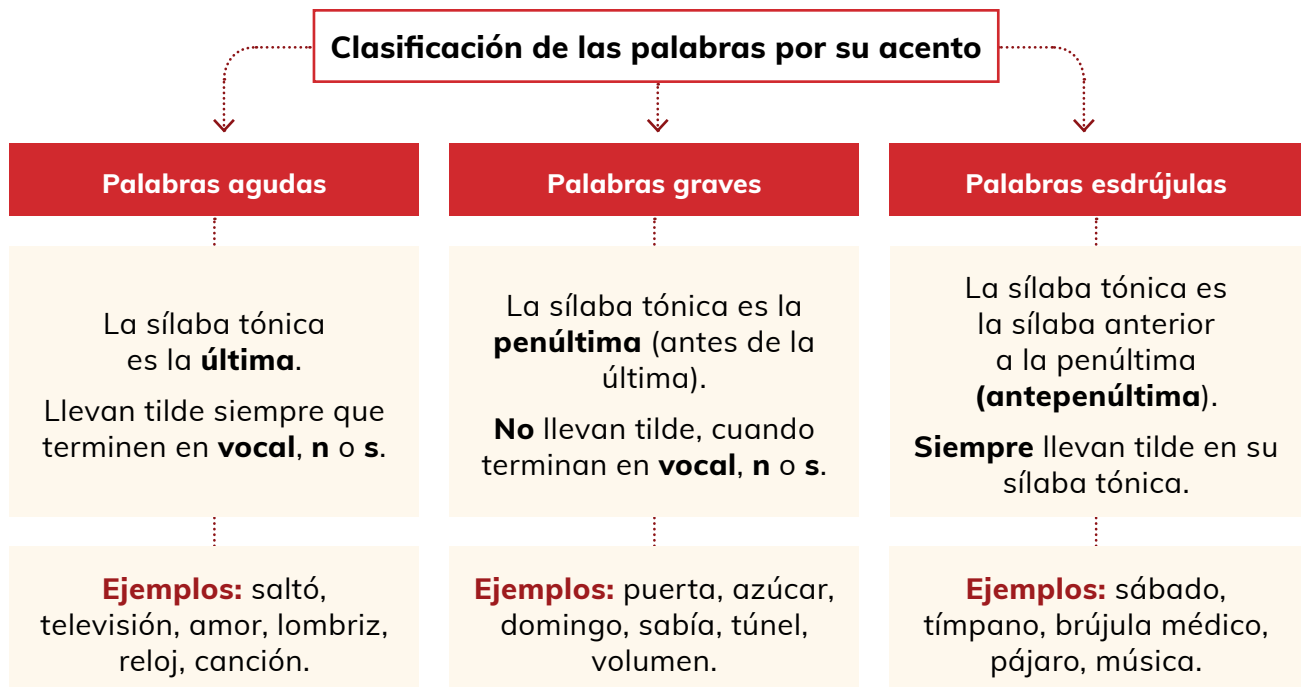 Clasificación de las palabras por su acento
Palabras agudas
La sílaba tónica
es la última.
Llevan tilde siempre que
terminen en vocal, n o s.
Ejemplos: saltó,
televisión, amor, lombriz,
reloj, canción.
Palabras graves
La sílaba tónica es la
penúltima (antes de la
última).
No llevan tilde, cuando
terminan en vocal, n o s.
Ejemplos: puerta, azúcar,
domingo, sabía, túnel,
volumen.
Palabras esdrújulas
La sílaba tónica es
la sílaba anterior
a la penúltima
(antepenúltima).
Siempre llevan tilde en su
sílaba tónica.
Ejemplos: sábado,
tímpano, brújula médico,
pájaro, música.